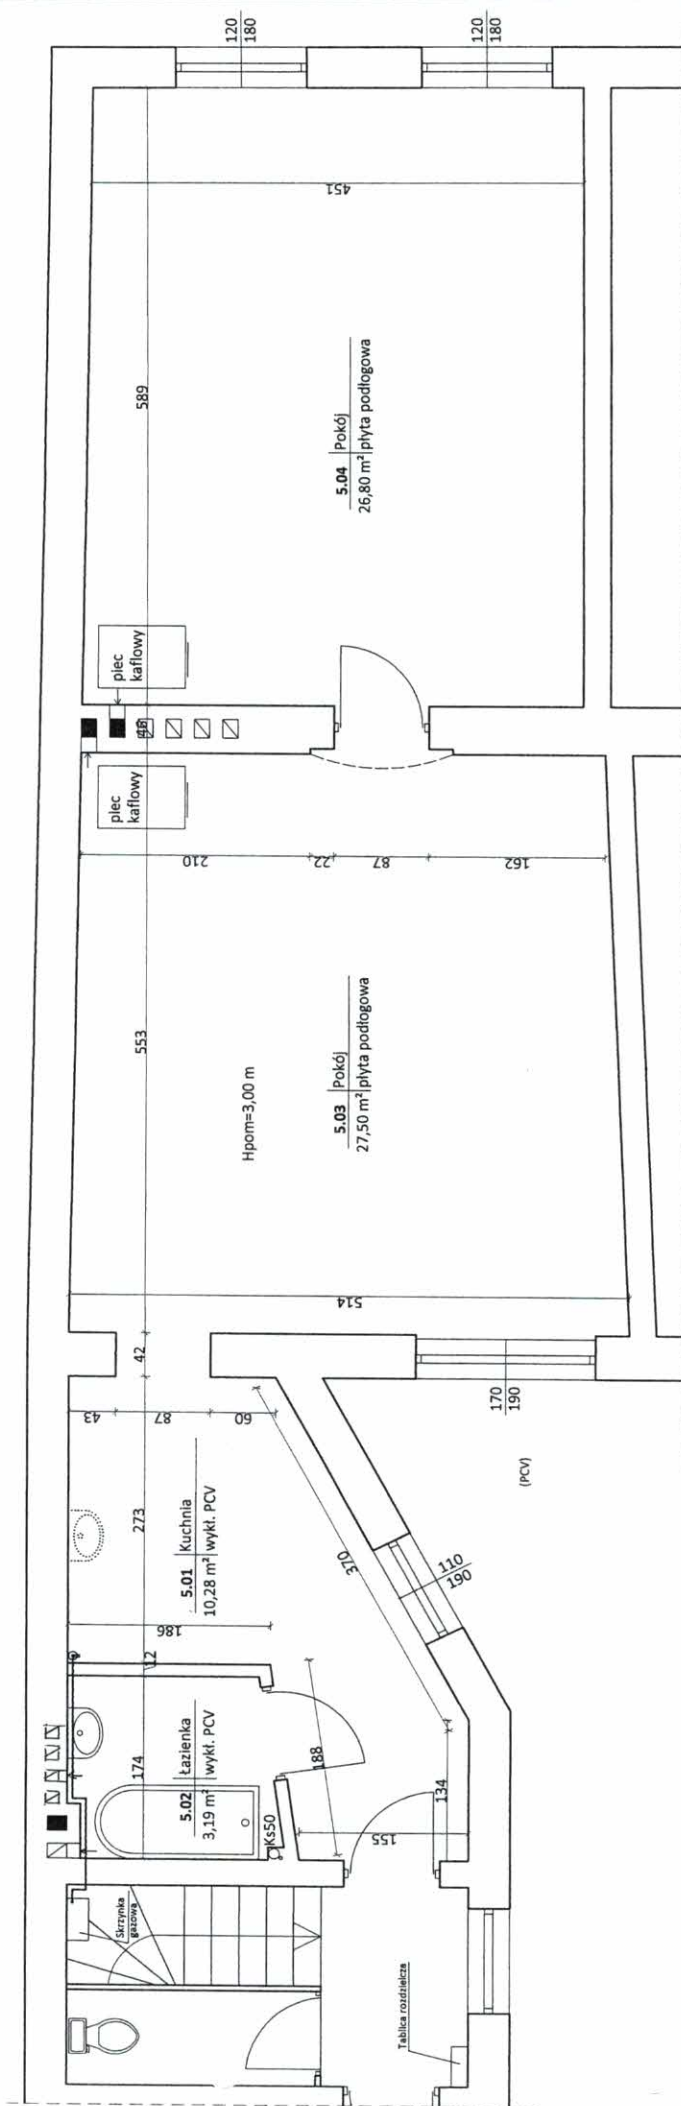 120
180
120
180
451
589
5.04 Pokój
26,80 m² płyta podłogowa
piec
kaflowy
46
piec
kaflowy
210
22
87
162
553
Hpom=3,00 m
5.03 Pokój
27,50 m² płyta podłogowa
514
42
170
190
(PCV)
43
87
60
273
5.01 Kuchnia
10,28 m² wykł. PCV
370
110
190
186
12
174
5.02 Łazienka
3,19 m² wykł. PCV
188
134
Ks50
155
Skrzynka
gazowa
Tablica rozdzielcza